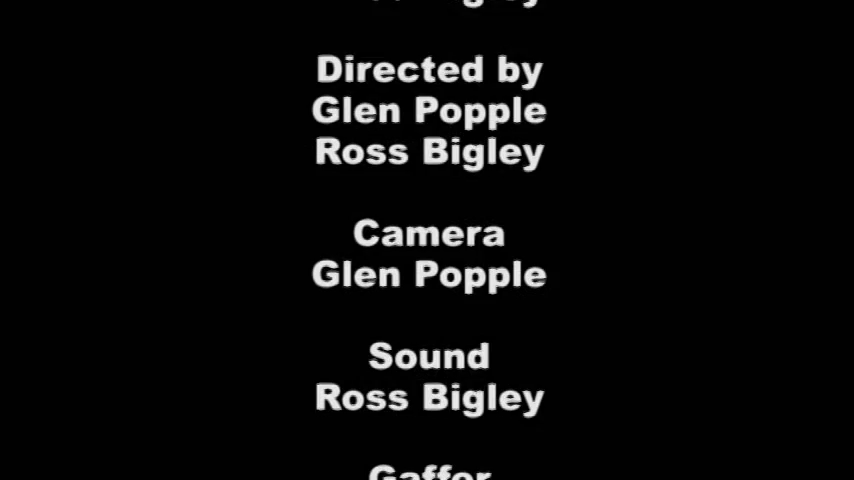 Directed by
Glen Popple
Ross Bigley
Camera
Glen Popple
Sound
Ross Bigley
Gaffer